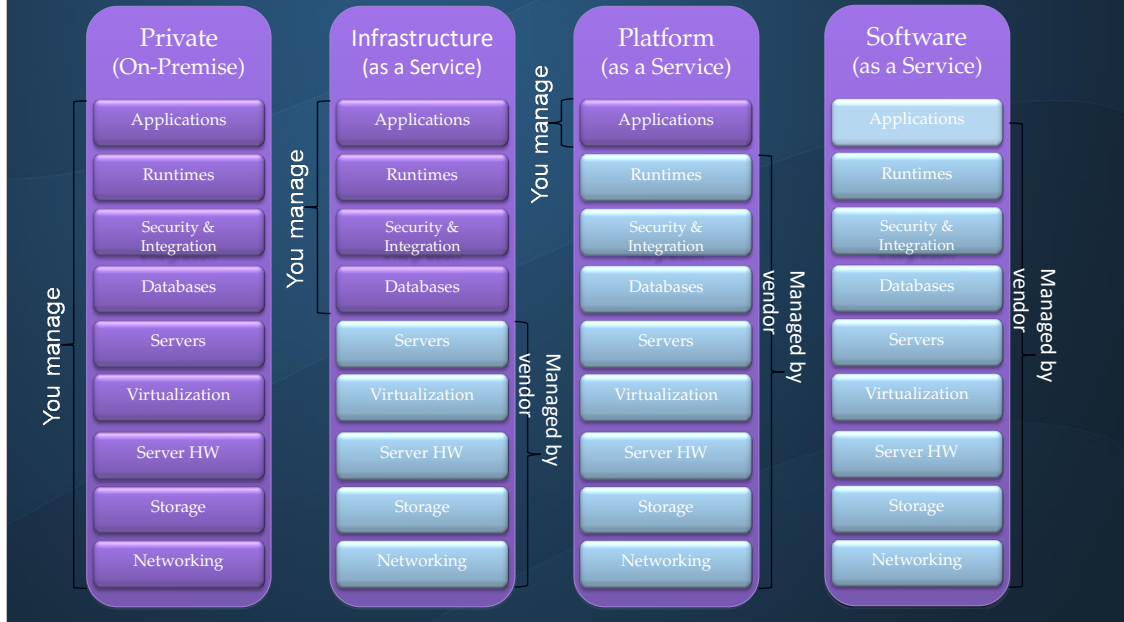 Private
(On-Premise)
You manage
Applications
Runtimes
Security &
Integration
Databases
Servers
Virtualization
Server HW
Storage
Networking
Infrastructure
(as a Service)
You manage
Applications
Runtimes
Security &
Integration
Databases
Servers
Virtualization
Server HW
Storage
Networking
Managed by
vendor
Platform
(as a Service)
You manage
Applications
Runtimes
Security &
Integration
Databases
Servers
Virtualization
Server HW
Storage
Networking
Managed by
vendor
Software
(as a Service)
Applications
Runtimes
Security &
Integration
Databases
Servers
Virtualization
Server HW
Storage
Networking
Managed by
vendor